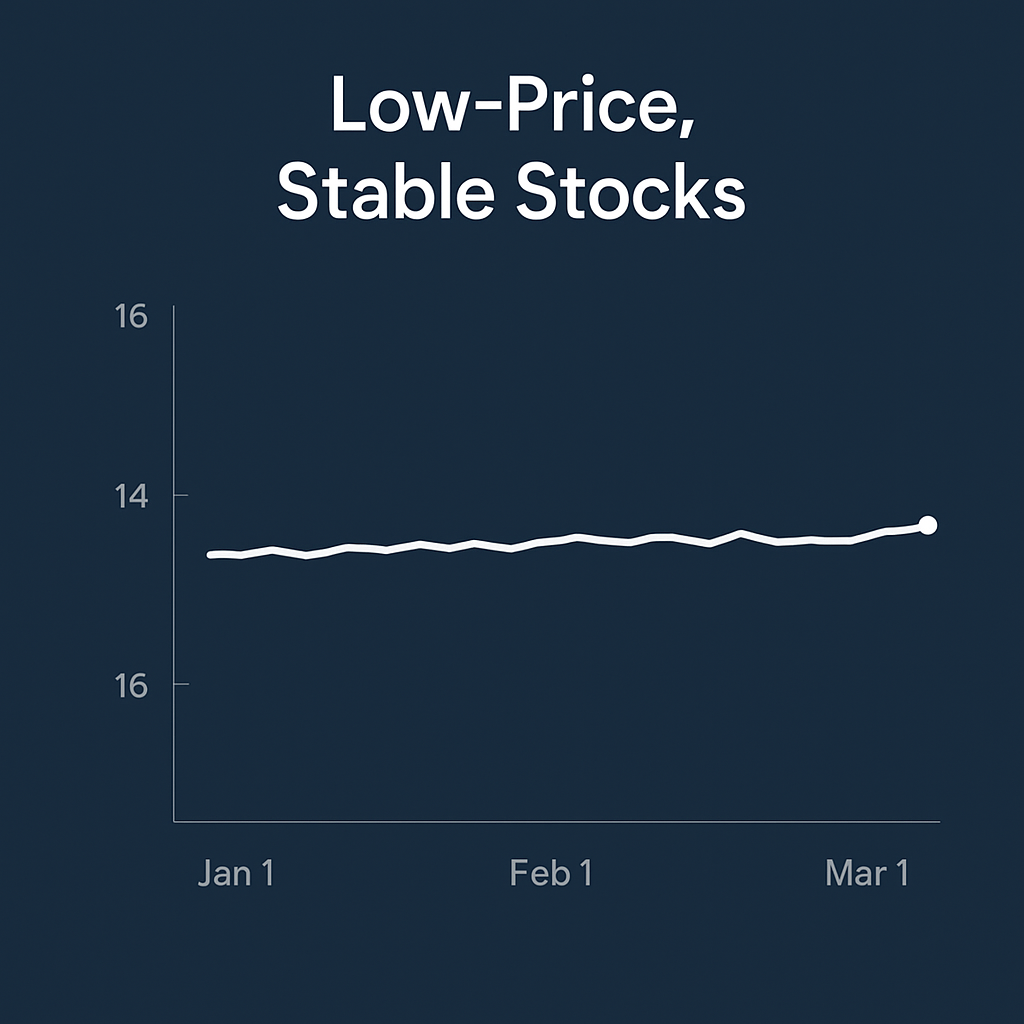 Low-Price,
Stable Stocks
16
14
16
Jan 1
Feb 1
Mar 1